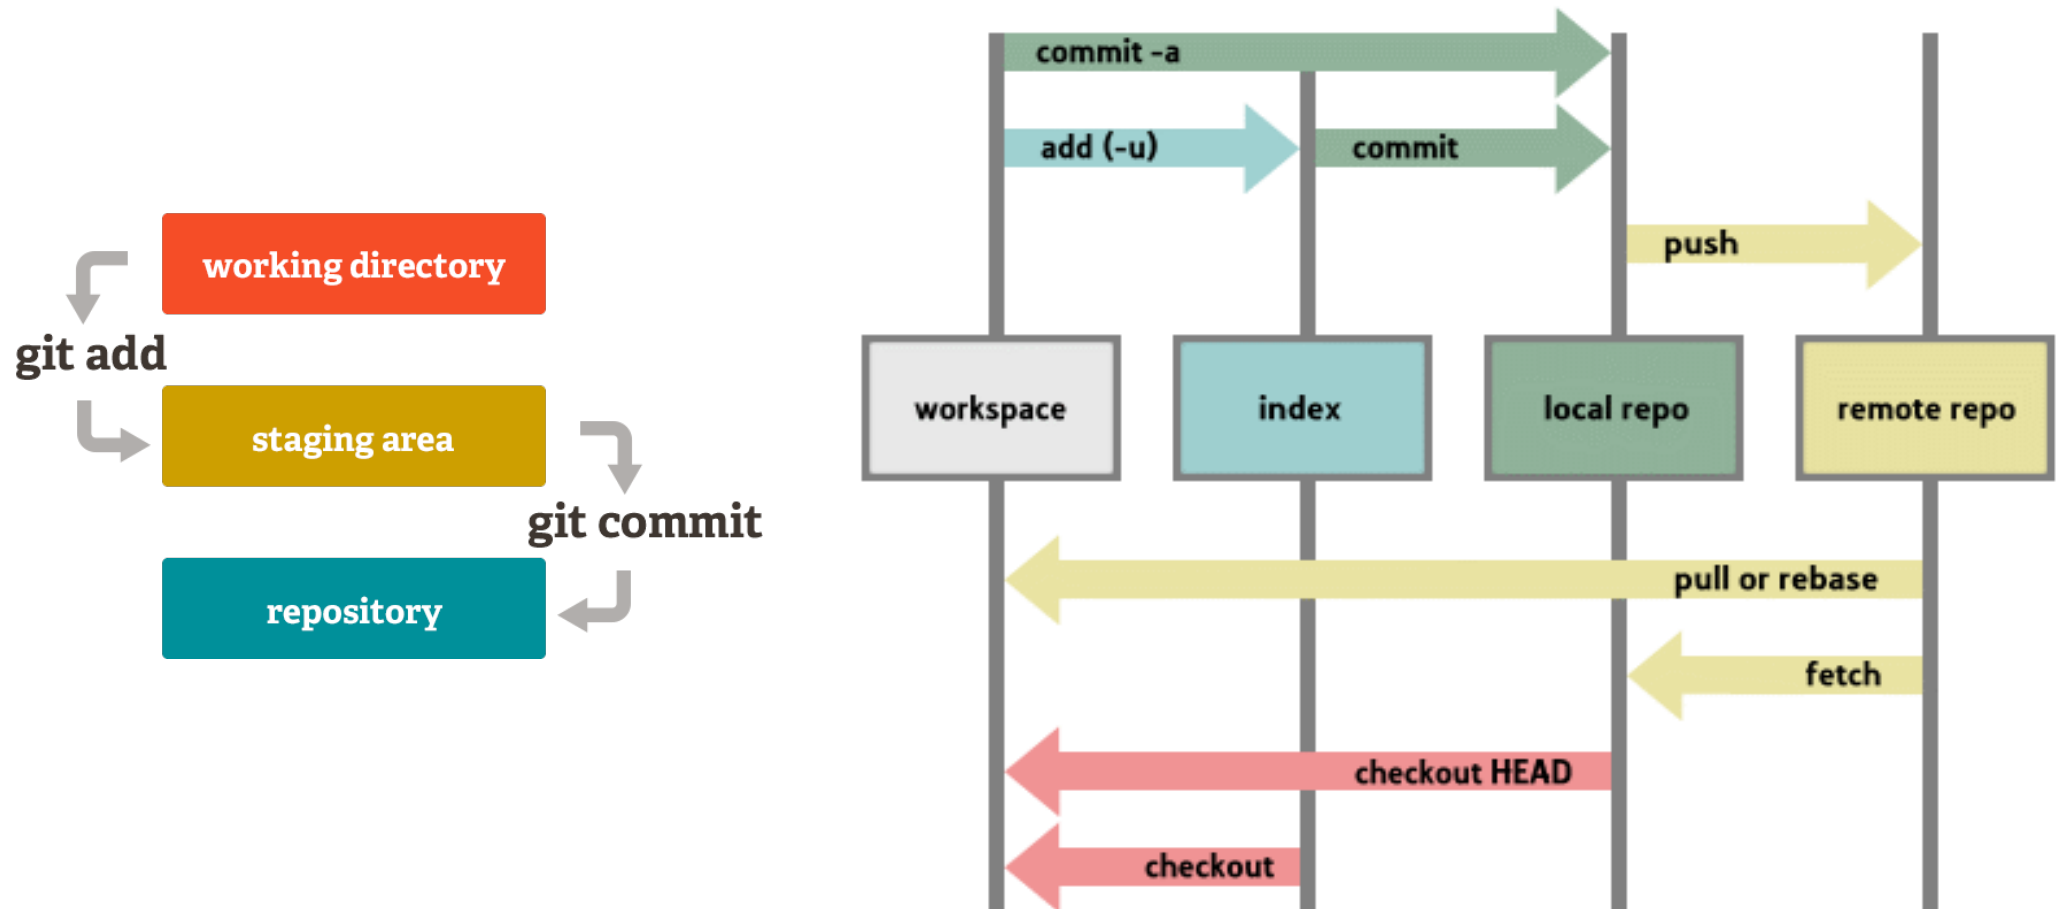 working directory
git add
staging area
git commit
repository
commit -a
add (-u)
commit
push
workspace
index
local repo
remote repo
pull or rebase
fetch
checkout HEAD
checkout